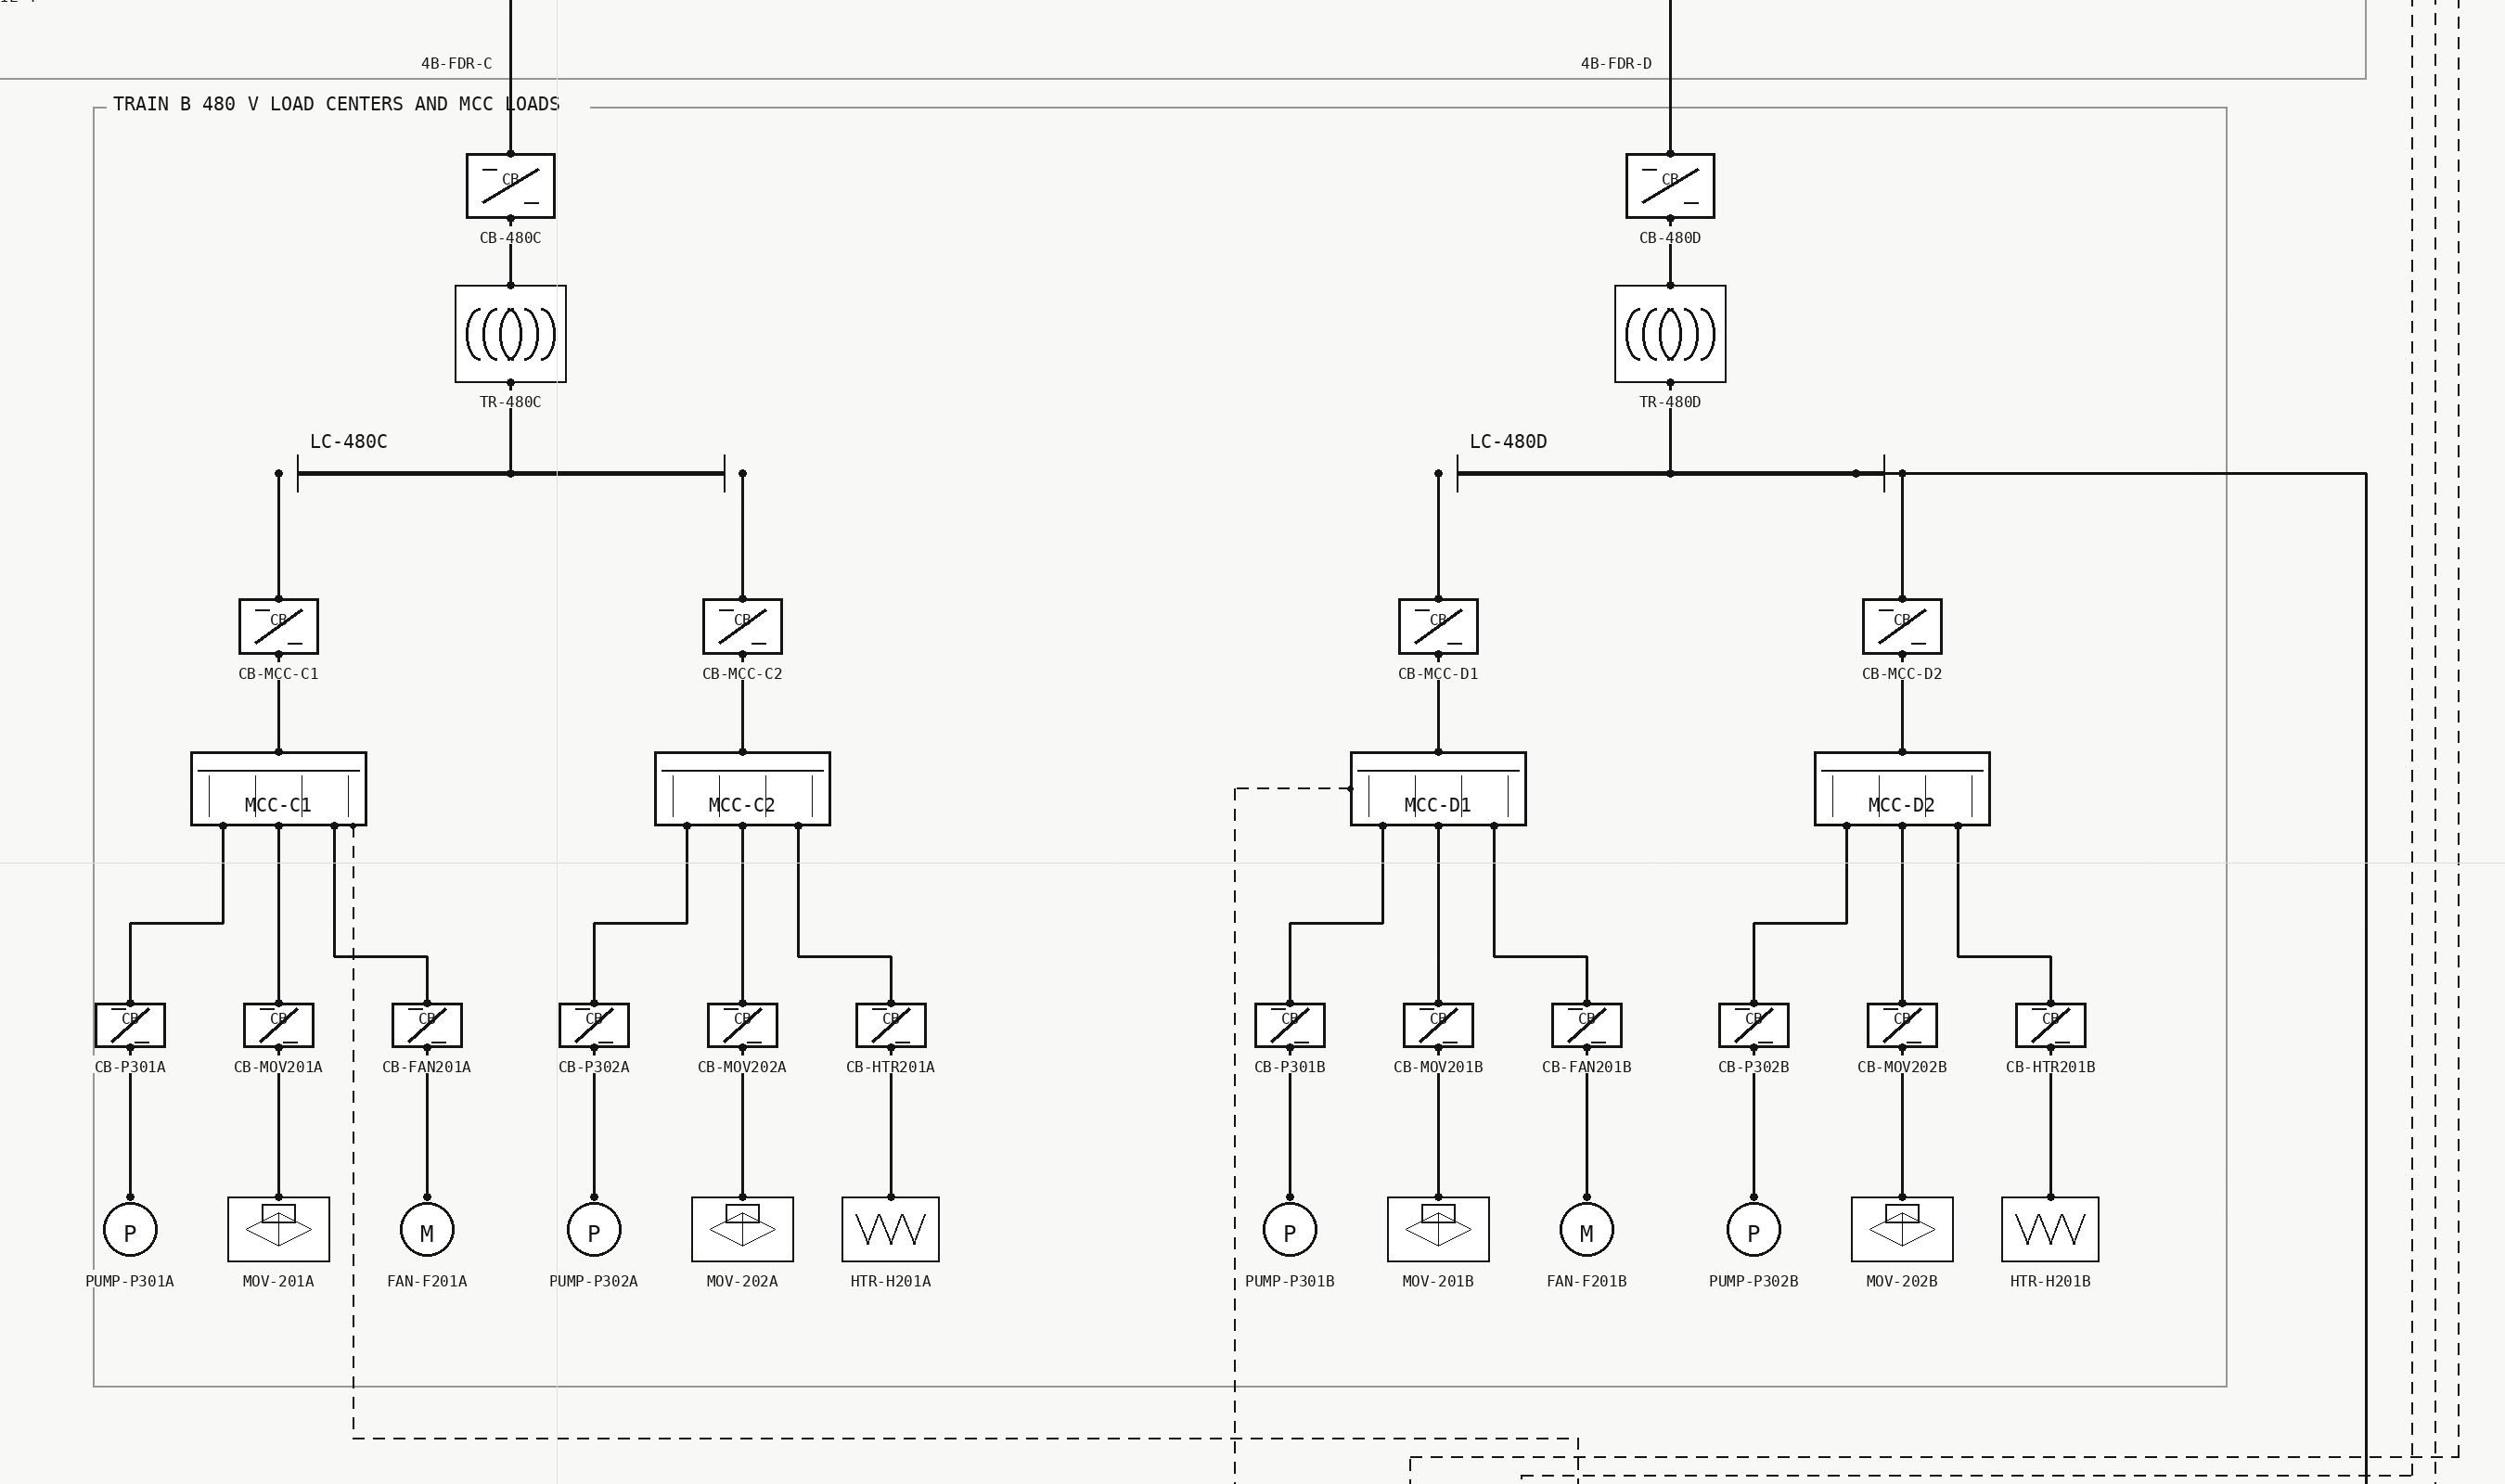 4B-FDR-C
4B-FDR-D
TRAIN B 480 V LOAD CENTERS AND MCC LOADS
CB
CB
CB-480C
CB-480D
TR-480C
TR-480D
LC-480C
LC-480D
CB
CB
CB
CB
CB-MCC-C1
CB-MCC-C2
CB-MCC-D1
CB-MCC-D2
MCC-C1
MCC-C2
MCC-D1
MCC-D2
CB
CB
CB
CB
CB
CB
CB
CB
CB
CB
CB
CB
CB-P301A
CB-MOV201A
CB-FAN201A
CB-P302A
CB-MOV202A
CB-HTR201A
CB-P301B
CB-MOV201B
CB-FAN201B
CB-P302B
CB-MOV202B
CB-HTR201B
P
M
P
P
M
P
PUMP-P301A
MOV-201A
FAN-F201A
PUMP-P302A
MOV-202A
HTR-H201A
PUMP-P301B
MOV-201B
FAN-F201B
PUMP-P302B
MOV-202B
HTR-H201B